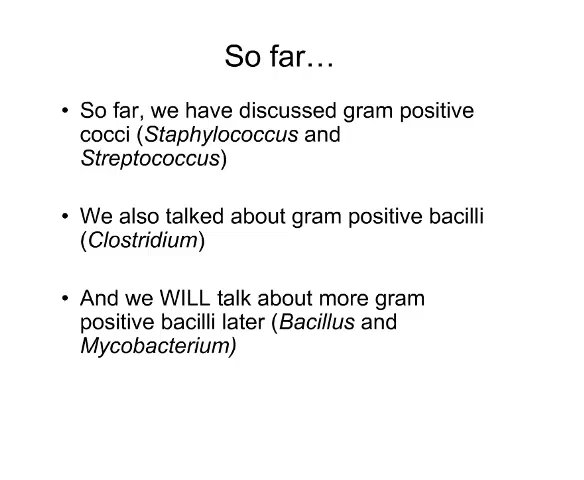 So far…
• So far, we have discussed gram positive
cocci (Staphylococcus and
Streptococcus)
• We also talked about gram positive bacilli
(Clostridium)
• And we WILL talk about more gram
positive bacilli later (Bacillus and
Mycobacterium)